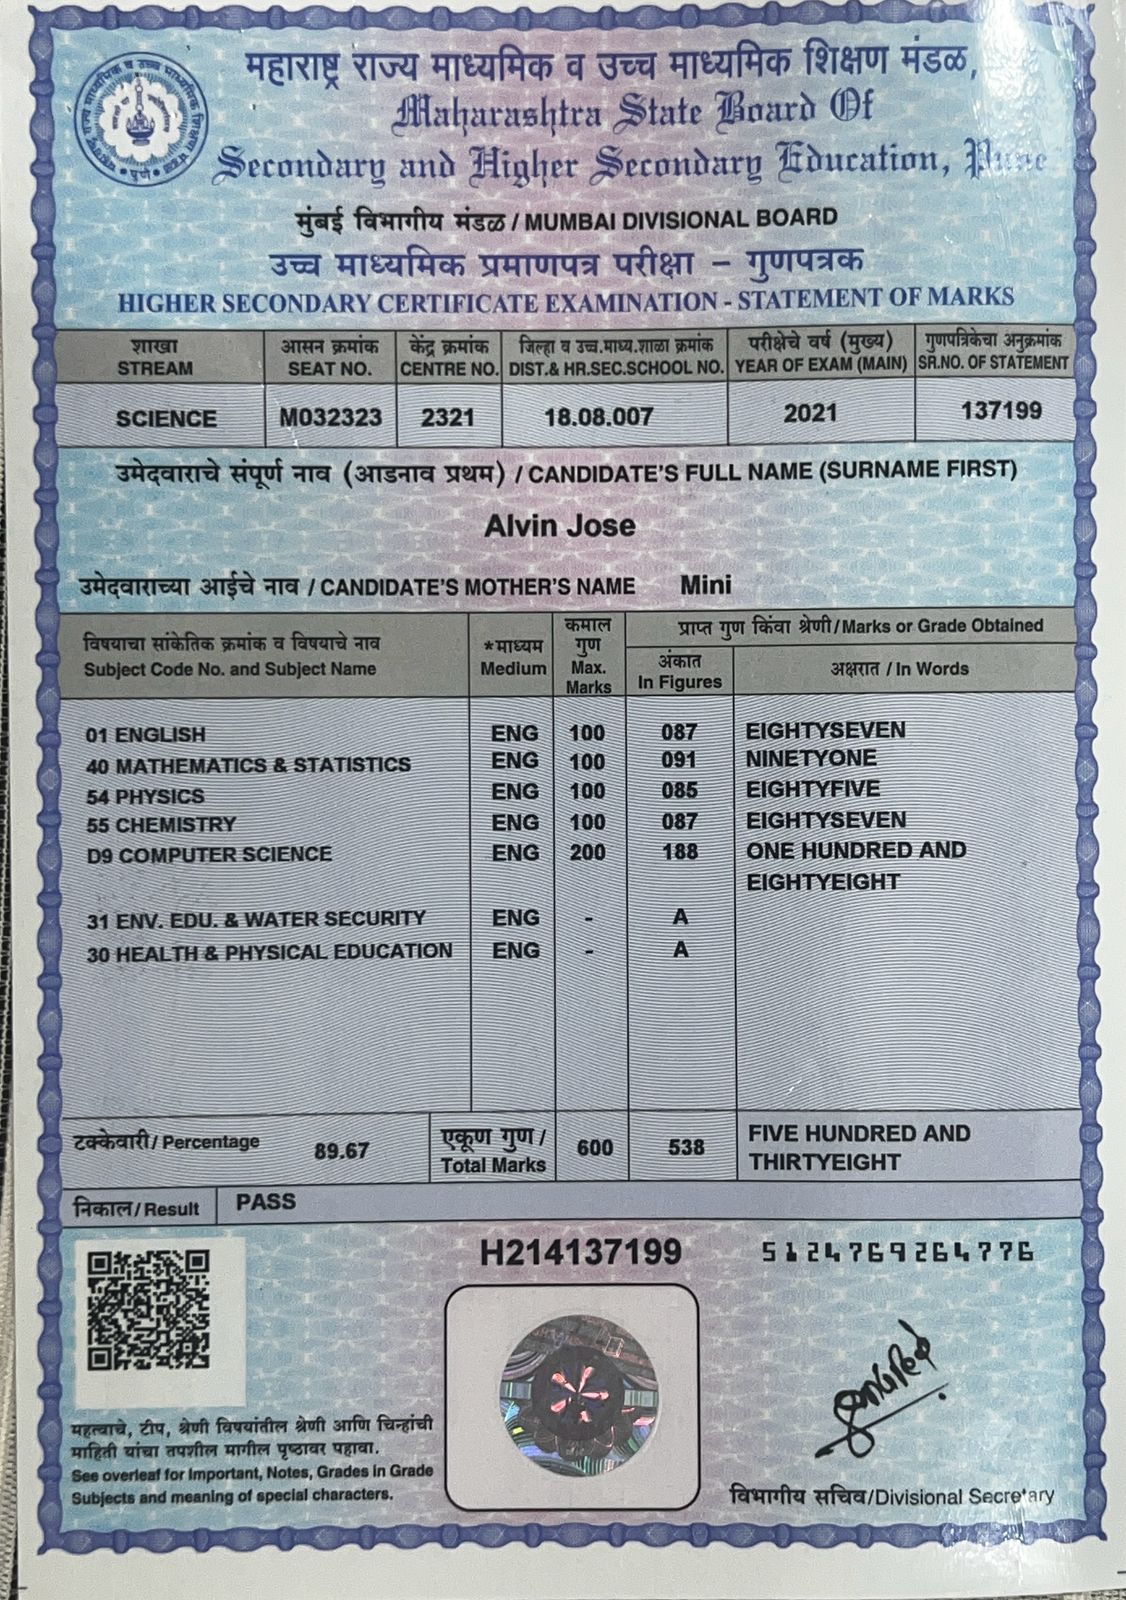 महाराष्ट्र राज्य माध्यमिक व उच्च माध्यमिक शिक्षण मंडळ,
Maharashtra State Board Of
Secondary and Higher Secondary Education, Pune
मुंबई विभागीय मंडळ / MUMBAI DIVISIONAL BOARD
उच्च माध्यमिक प्रमाणपत्र परीक्षा – गुणपत्रक
HIGHER SECONDARY CERTIFICATE EXAMINATION - STATEMENT OF MARKS
शाखा आसन क्रमांक केंद्र क्रमांक जिल्हा व उच्च.माध्य.शाळा क्रमांक परीक्षेचे वर्ष (मुख्य) गुणपत्रिकेचा अनुक्रमांक
STREAM SEAT NO. CENTRE NO. DIST.& HR.SEC.SCHOOL NO. YEAR OF EXAM (MAIN) SR.NO. OF STATEMENT
SCIENCE M032323 2321 18.08.007 2021 137199
उमेदवाराचे संपूर्ण नाव (आडनाव प्रथम) / CANDIDATE'S FULL NAME (SURNAME FIRST)
Alvin Jose
उमेदवाराच्या आईचे नाव / CANDIDATE'S MOTHER'S NAME Mini
विषयाचा सांकेतिक क्रमांक व विषयाचे नाव
Subject Code No. and Subject Name
*माध्यम
Medium
कमाल
गुण
Max.
Marks
प्राप्त गुण किंवा श्रेणी/Marks or Grade Obtained
अंकात
In Figures
अक्षरात / In Words
01 ENGLISH ENG 100 087 EIGHTYSEVEN
40 MATHEMATICS & STATISTICS ENG 100 091 NINETYONE
54 PHYSICS ENG 100 085 EIGHTYFIVE
55 CHEMISTRY ENG 100 087 EIGHTYSEVEN
D9 COMPUTER SCIENCE ENG 200 188 ONE HUNDRED AND
EIGHTYEIGHT
31 ENV. EDU. & WATER SECURITY ENG - A
30 HEALTH & PHYSICAL EDUCATION ENG - A
टक्केवारी/ Percentage 89.67
एकूण गुण /
Total Marks
600 538
FIVE HUNDRED AND
THIRTYEIGHT
निकाल/ Result PASS
H214137199 5124769264776
महत्वाचे, टीप, श्रेणी विषयांतील श्रेणी आणि चिन्हांची
माहिती यांचा तपशील मागील पृष्ठावर पहावा.
See overleaf for Important, Notes, Grades in Grade
Subjects and meaning of special characters.
विभागीय सचिव/Divisional Secretary